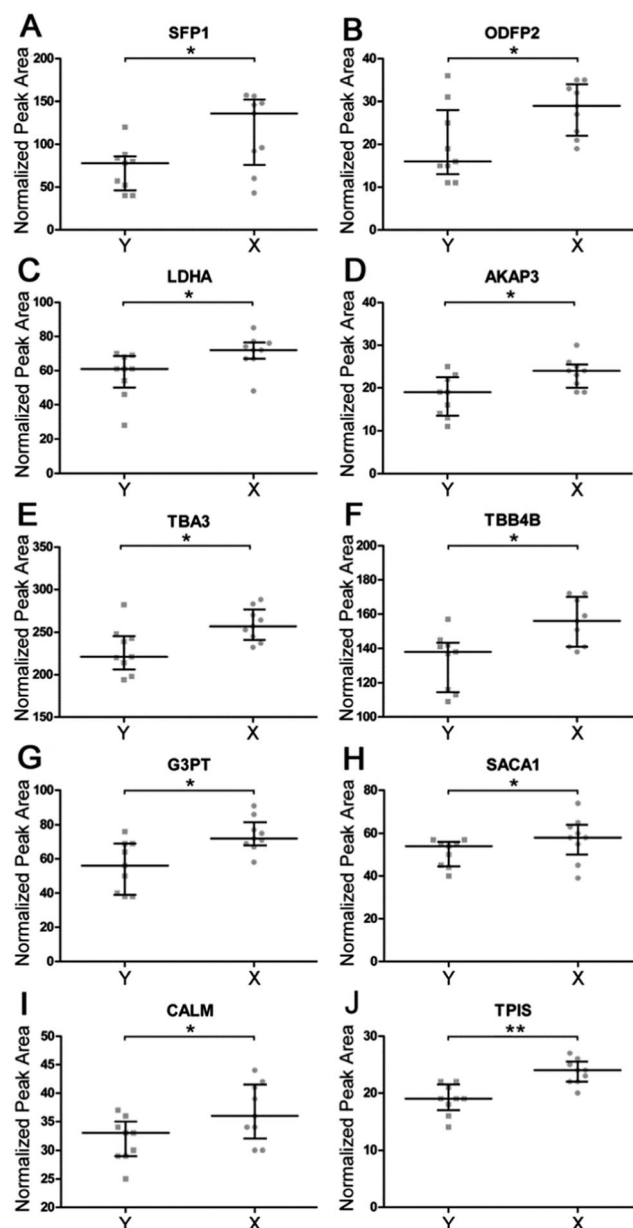 A
SFP1
*
Normalized Peak Area
200
150
100
50
0
Y X
B
ODFP2
*
Normalized Peak Area
40
30
20
10
0
Y X
C
LDHA
*
Normalized Peak Area
100
80
60
40
20
0
Y X
D
AKAP3
*
Normalized Peak Area
40
30
20
10
0
Y X
E
TBA3
*
Normalized Peak Area
350
300
250
200
150
Y X
F
TBB4B
*
Normalized Peak Area
200
180
160
140
120
100
Y X
G
G3PT
*
Normalized Peak Area
120
100
80
60
40
20
0
Y X
H
SACA1
*
Normalized Peak Area
80
60
40
20
0
Y X
I
CALM
*
Normalized Peak Area
50
45
40
35
30
25
20
Y X
J
TPIS
**
Normalized Peak Area
30
20
10
0
Y X